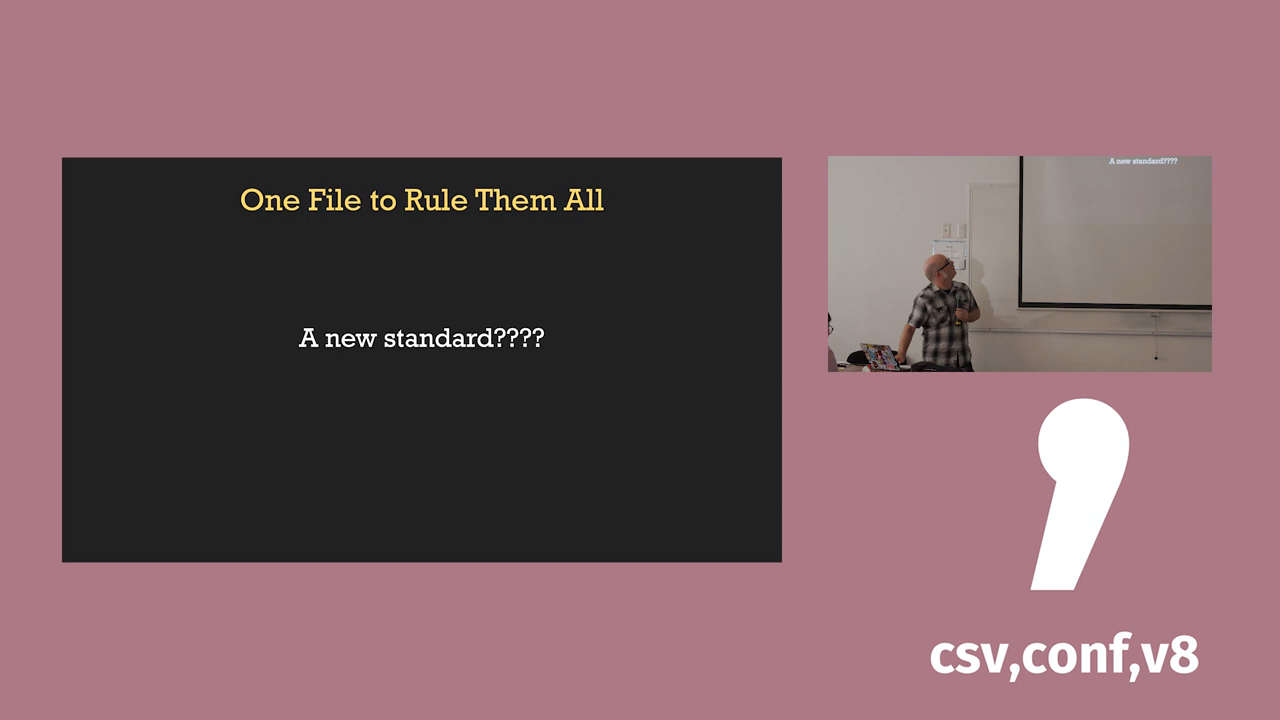 One File to Rule Them All
A new standard????
A new standard????
csv,conf,v8